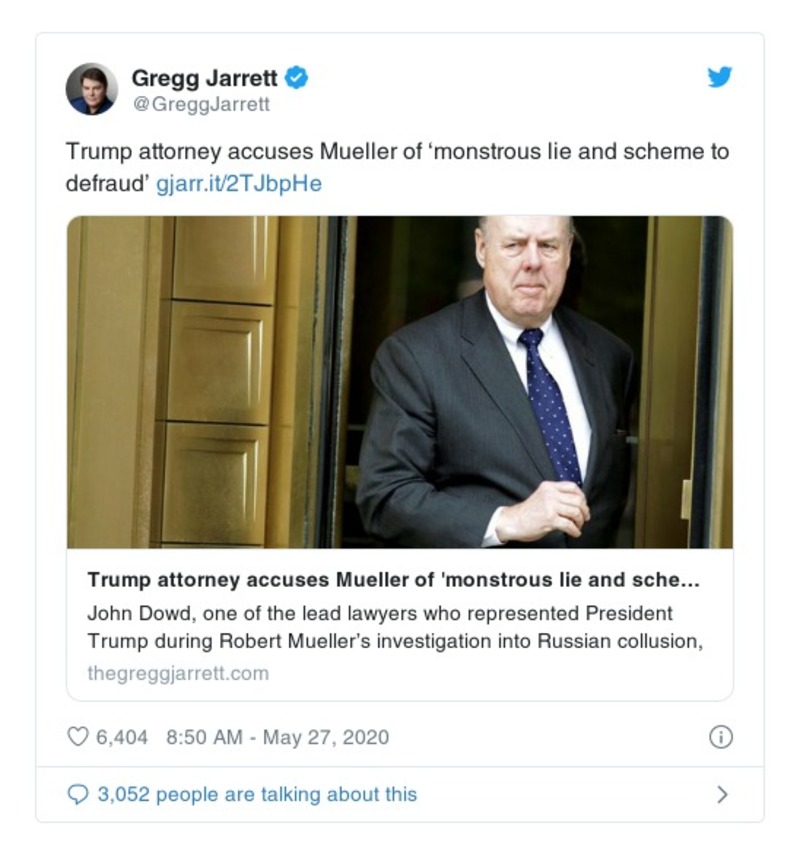 Gregg Jarrett
@GreggJarrett
Trump attorney accuses Mueller of ‘monstrous lie and scheme to
defraud’ gjarr.it/2TJbpHe
Trump attorney accuses Mueller of 'monstrous lie and sche...
John Dowd, one of the lead lawyers who represented President
Trump during Robert Mueller’s investigation into Russian collusion,
thegreggjarrett.com
6,404 8:50 AM - May 27, 2020
3,052 people are talking about this